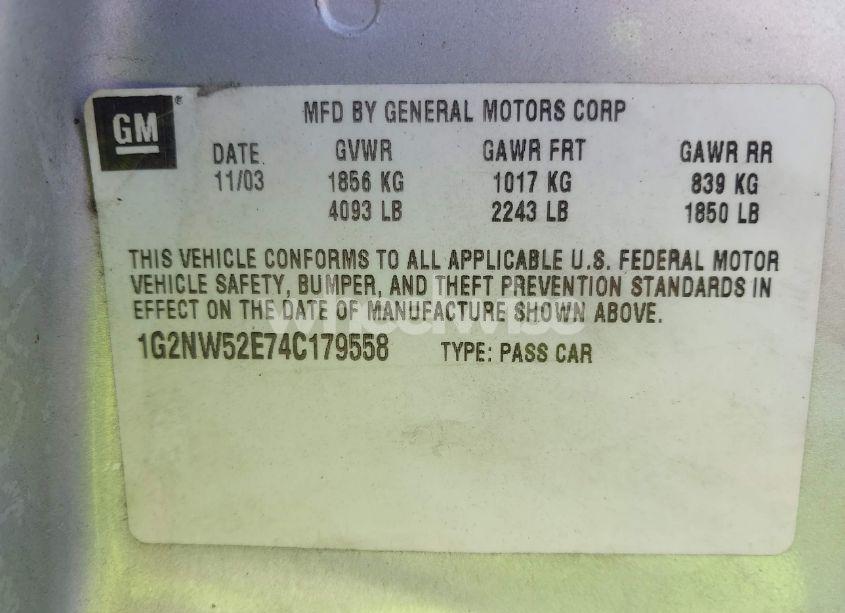 GM ®
MFD BY GENERAL MOTORS CORP
DATE GVWR GAWR FRT GAWR RR
11/03 1856 KG 1017 KG 839 KG
4093 LB 2243 LB 1850 LB
THIS VEHICLE CONFORMS TO ALL APPLICABLE U.S. FEDERAL MOTOR
VEHICLE SAFETY, BUMPER, AND THEFT PREVENTION STANDARDS IN
EFFECT ON THE DATE OF MANUFACTURE SHOWN ABOVE.
wheelwise
1G2NW52E74C179558 TYPE: PASS CAR